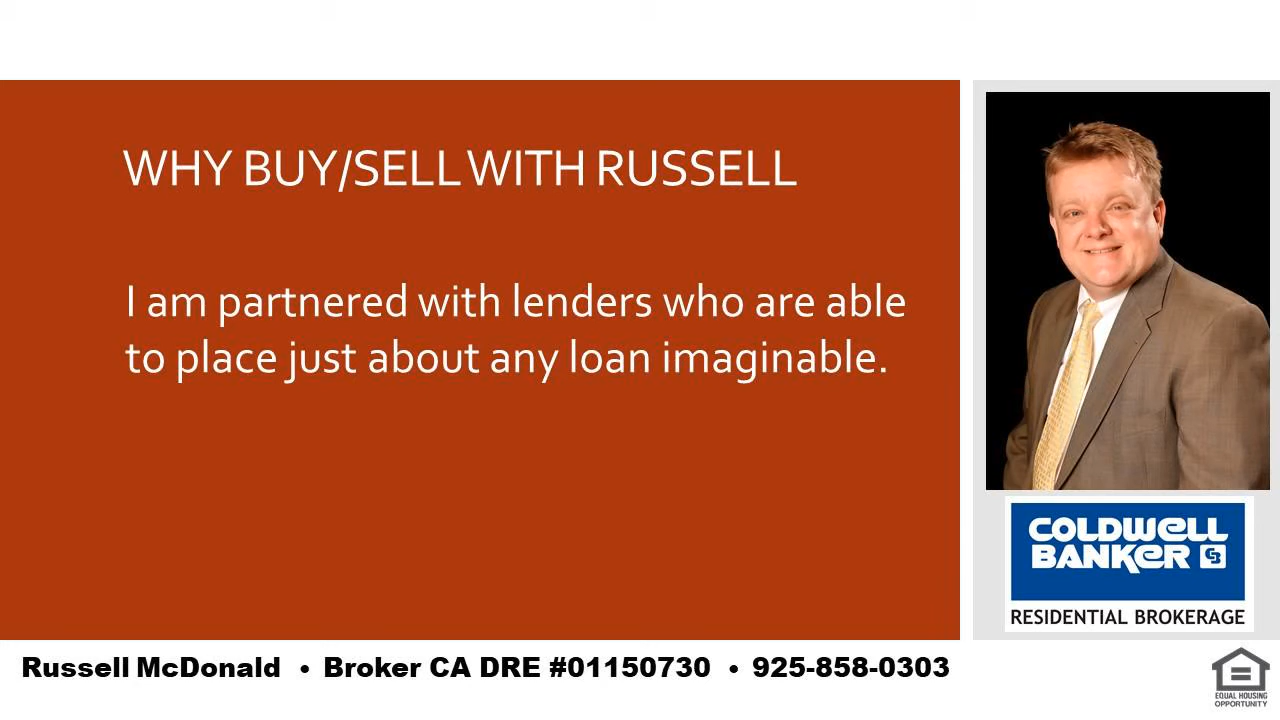 WHY BUY/SELL WITH RUSSELL
I am partnered with lenders who are able
to place just about any loan imaginable.
COLDWELL
BANKER CB
RESIDENTIAL BROKERAGE
Russell McDonald • Broker CA DRE #01150730 • 925-858-0303
EQUAL HOUSING
OPPORTUNITY